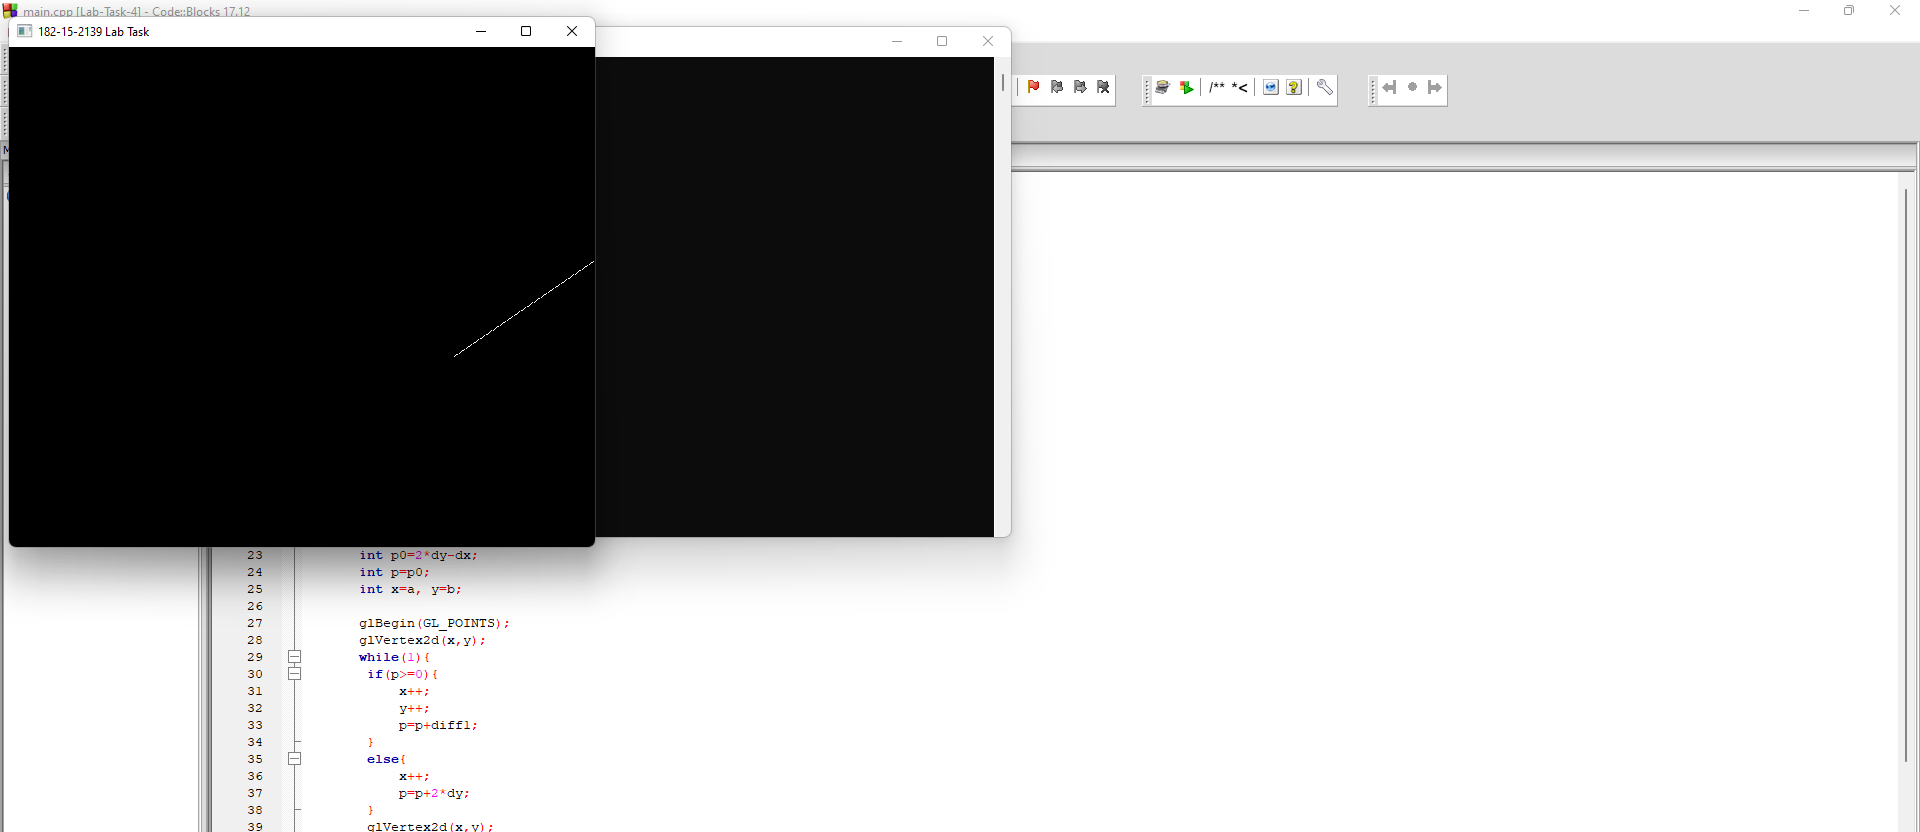 main.cpp [Lab-Task-4] - Code::Blocks 17.12
182-15-2139 Lab Task
/** *<
23 int p0=2*dy-dx;
24 int p=p0;
25 int x=a, y=b;
26
27 glBegin(GL_POINTS);
28 glVertex2d(x,y);
29 while(1){
30 if(p>=0){
31 x++;
32 y++;
33 p=p+diff1;
34 }
35 else{
36 x++;
37 p=p+2*dy;
38 }
39 glVertex2d(x,y);